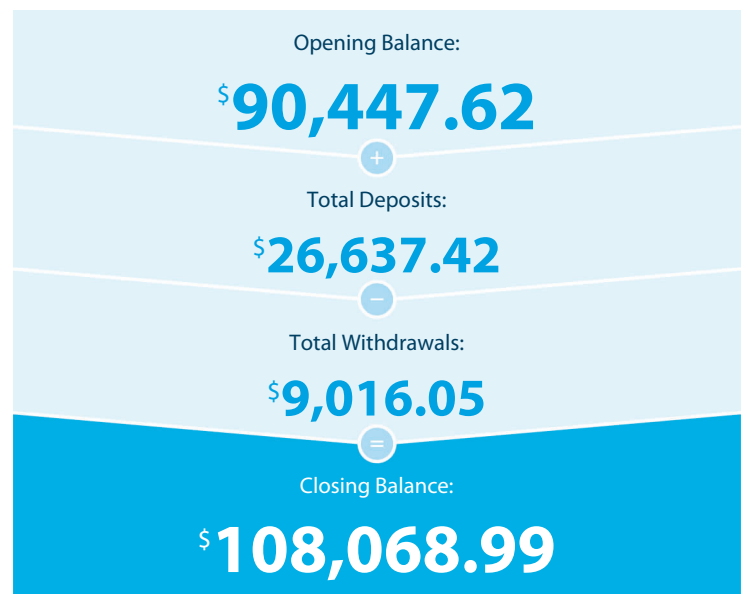 Opening Balance:
$90,447.62
+
Total Deposits:
$26,637.42
−
Total Withdrawals:
$9,016.05
=
Closing Balance:
$108,068.99